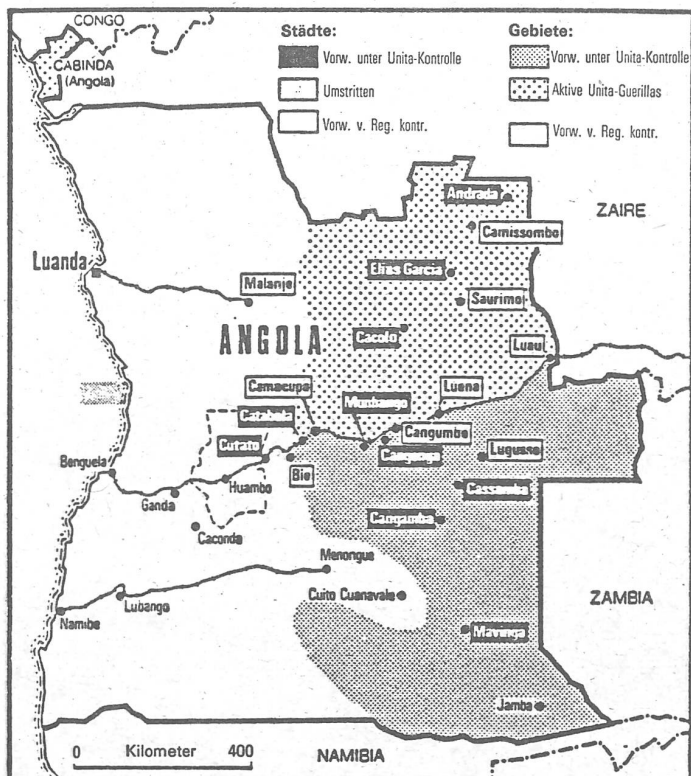 CONGO
CABINDA
(Angola)
Städte:
Vorw. unter Unita-Kontrolle
Umstritten
Vorw. v. Reg. kontr.
Gebiete:
Vorw. unter Unita-Kontrolle
Aktive Unita-Guerillas
Vorw. v. Reg. kontr.
ZAIRE
Andrada
Camissombo
Luanda
Elias Garcia
Malanje
Saurimo
ANGOLA
Cacolo
Luau
Camacupa
Munhango
Luena
Catabola
Cangumbe
Cutato
Lugusse
Benguela
Bie
Huambo
Cassamba
Ganda
Cangamba
Caconda
Menongue
Cuito Cuanavale
ZAMBIA
Lubango
Namibe
Mavinga
Jamba
0 Kilometer 400
NAMIBIA